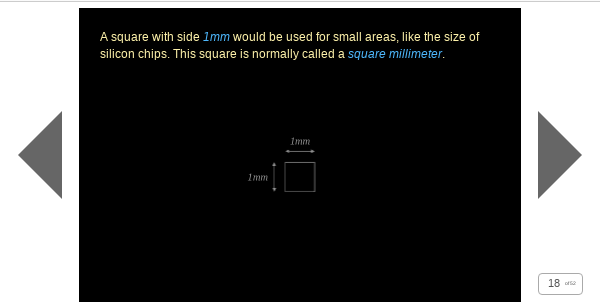 A square with side 1mm would be used for small areas, like the size of
silicon chips. This square is normally called a square millimeter.
1mm
1mm
18 of 52